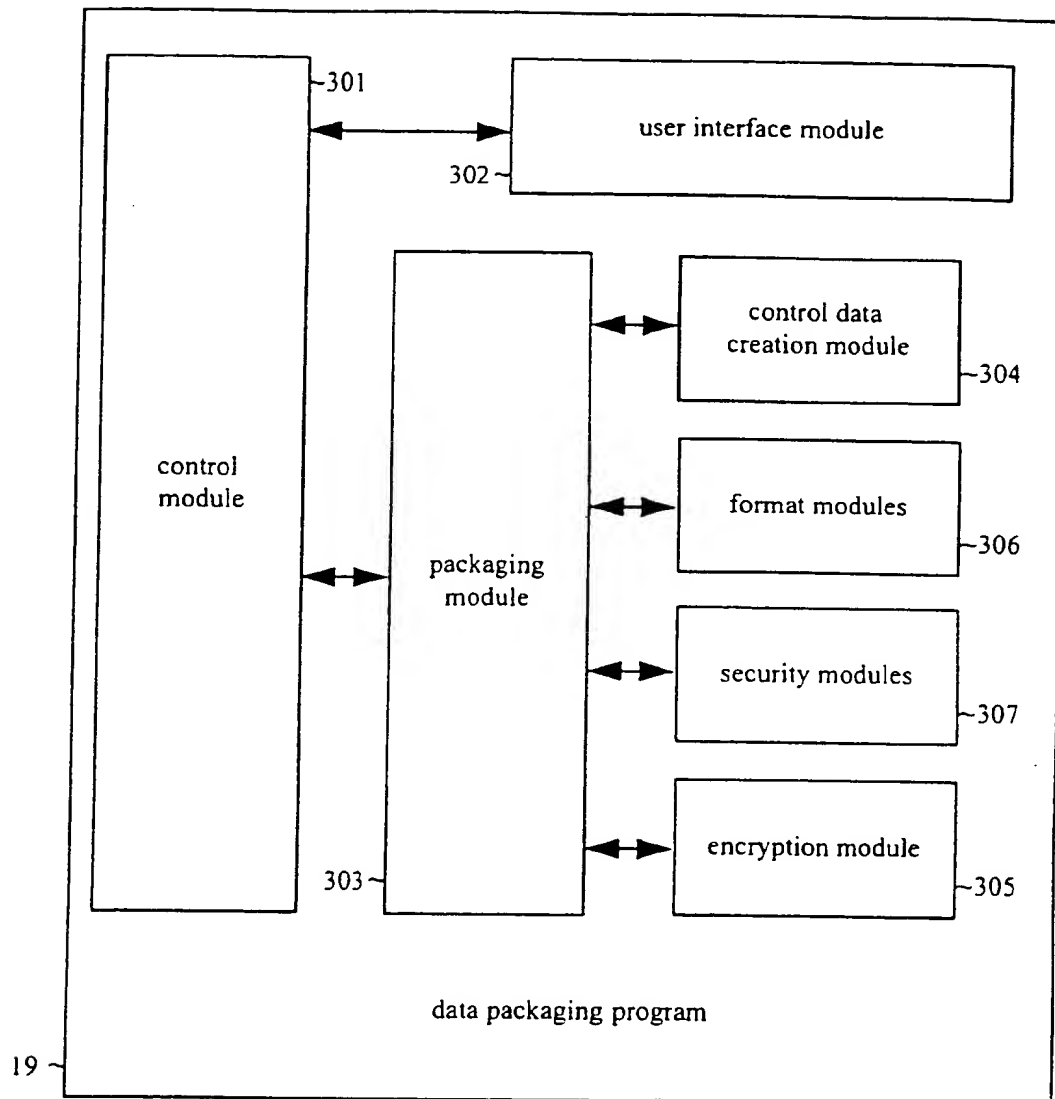 301
user interface module
302
control data
creation module
304
control
module
format modules
306
packaging
module
security modules
307
encryption module
303
305
data packaging program
19